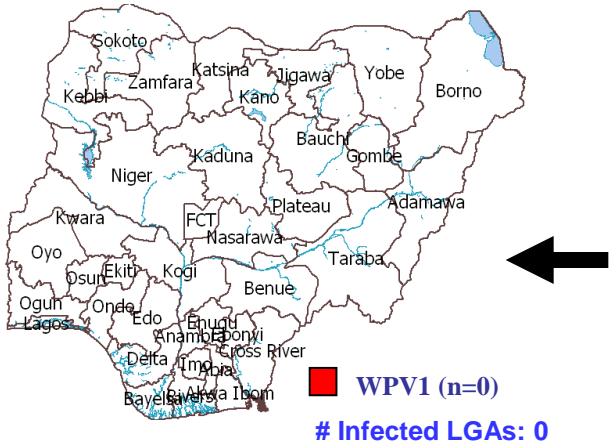 Sokoto
Katsina
Jigawa
Yobe
Zamfara
Kebbi
Kano
Borno
Bauchi
Gombe
Kaduna
Niger
Plateau
Adamawa
Kwara
FCT
Nasarawa
Oyo
Taraba
Osun
Ekiti
Kogi
Benue
Ogun
Ondo
Lagos
Edo
Enugu
Ebonyi
Anambra
Cross River
Delta
Imo
Abia
Bayelsa
Rivers
Akwa Ibom
WPV1 (n=0)
# Infected LGAs: 0